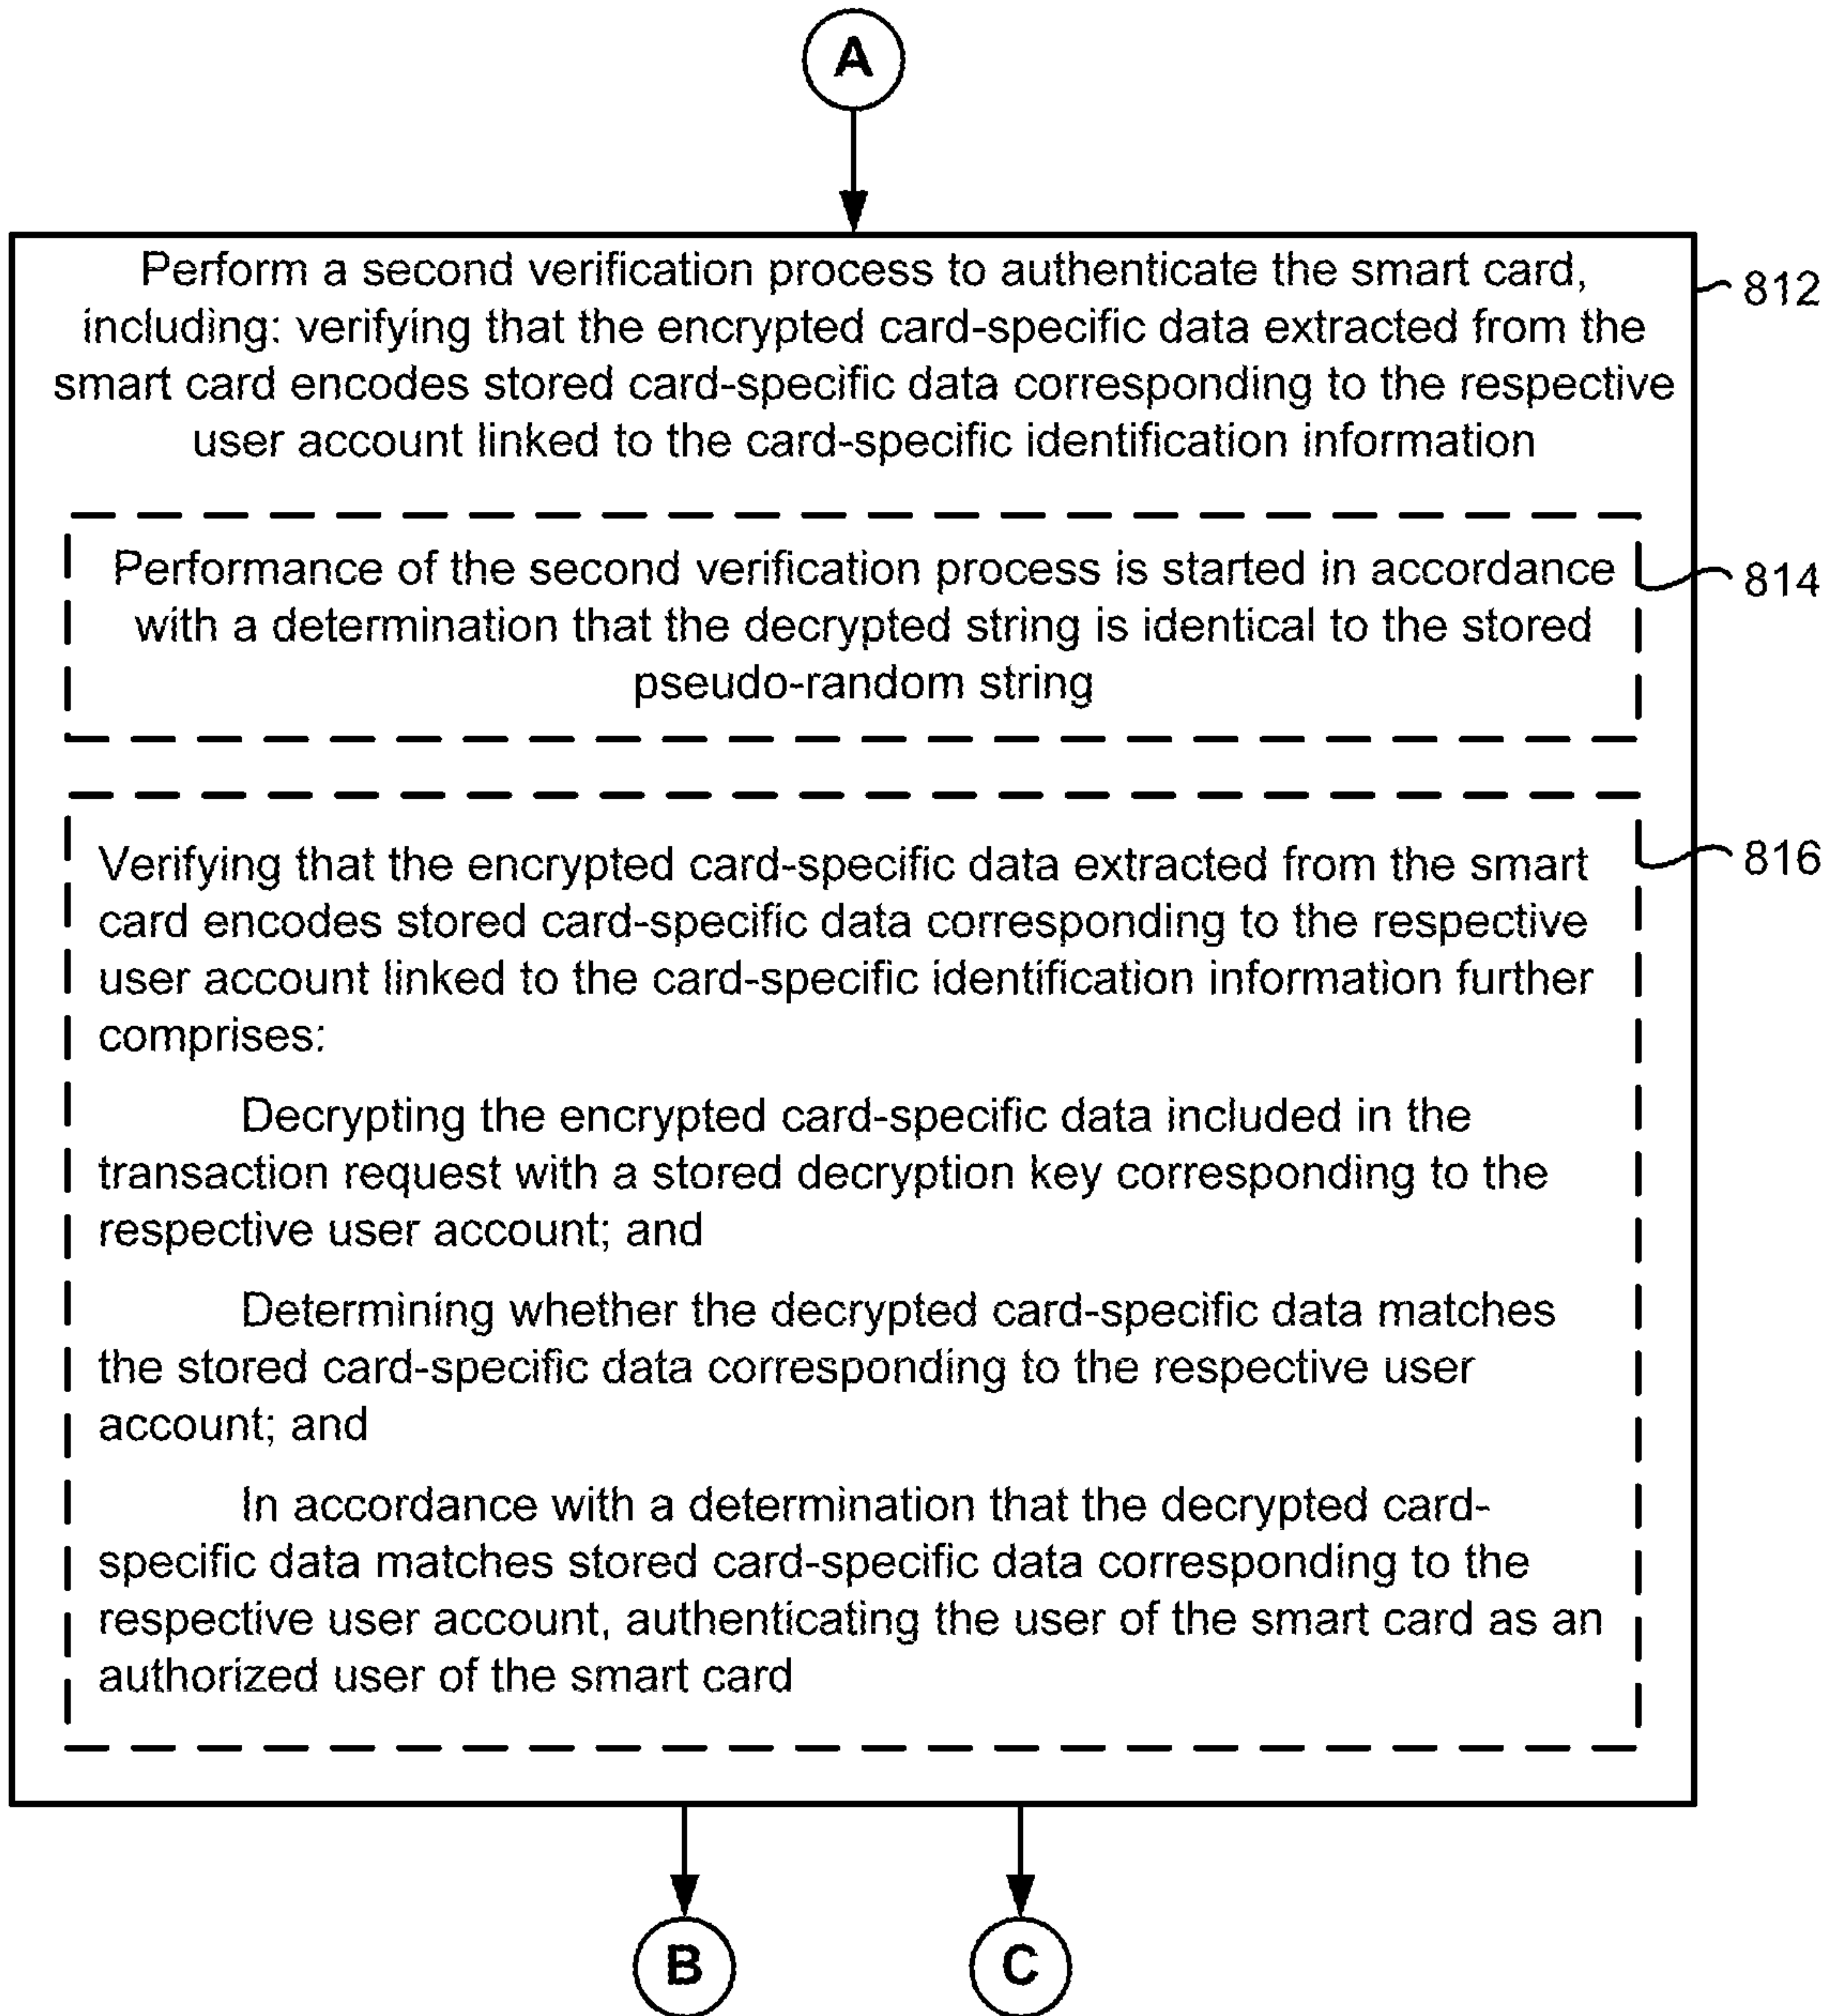 A
Perform a second verification process to authenticate the smart card,
including: verifying that the encrypted card-specific data extracted from the
smart card encodes stored card-specific data corresponding to the respective
user account linked to the card-specific identification information
812
Performance of the second verification process is started in accordance
with a determination that the decrypted string is identical to the stored
pseudo-random string
814
Verifying that the encrypted card-specific data extracted from the smart
card encodes stored card-specific data corresponding to the respective
user account linked to the card-specific identification information further
comprises:
816
Decrypting the encrypted card-specific data included in the
transaction request with a stored decryption key corresponding to the
respective user account; and
Determining whether the decrypted card-specific data matches
the stored card-specific data corresponding to the respective user
account; and
In accordance with a determination that the decrypted card-
specific data matches stored card-specific data corresponding to the
respective user account, authenticating the user of the smart card as an
authorized user of the smart card
B
C